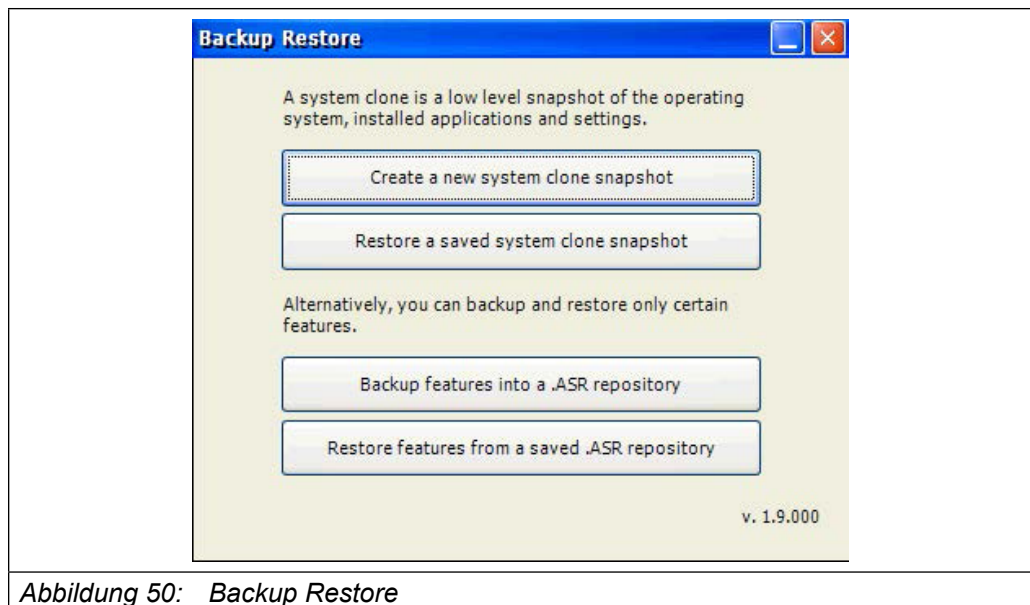 Backup Restore
A system clone is a low level snapshot of the operating
system, installed applications and settings.
Create a new system clone snapshot
Restore a saved system clone snapshot
Alternatively, you can backup and restore only certain
features.
Backup features into a .ASR repository
Restore features from a saved .ASR repository
v. 1.9.000
Abbildung 50: Backup Restore